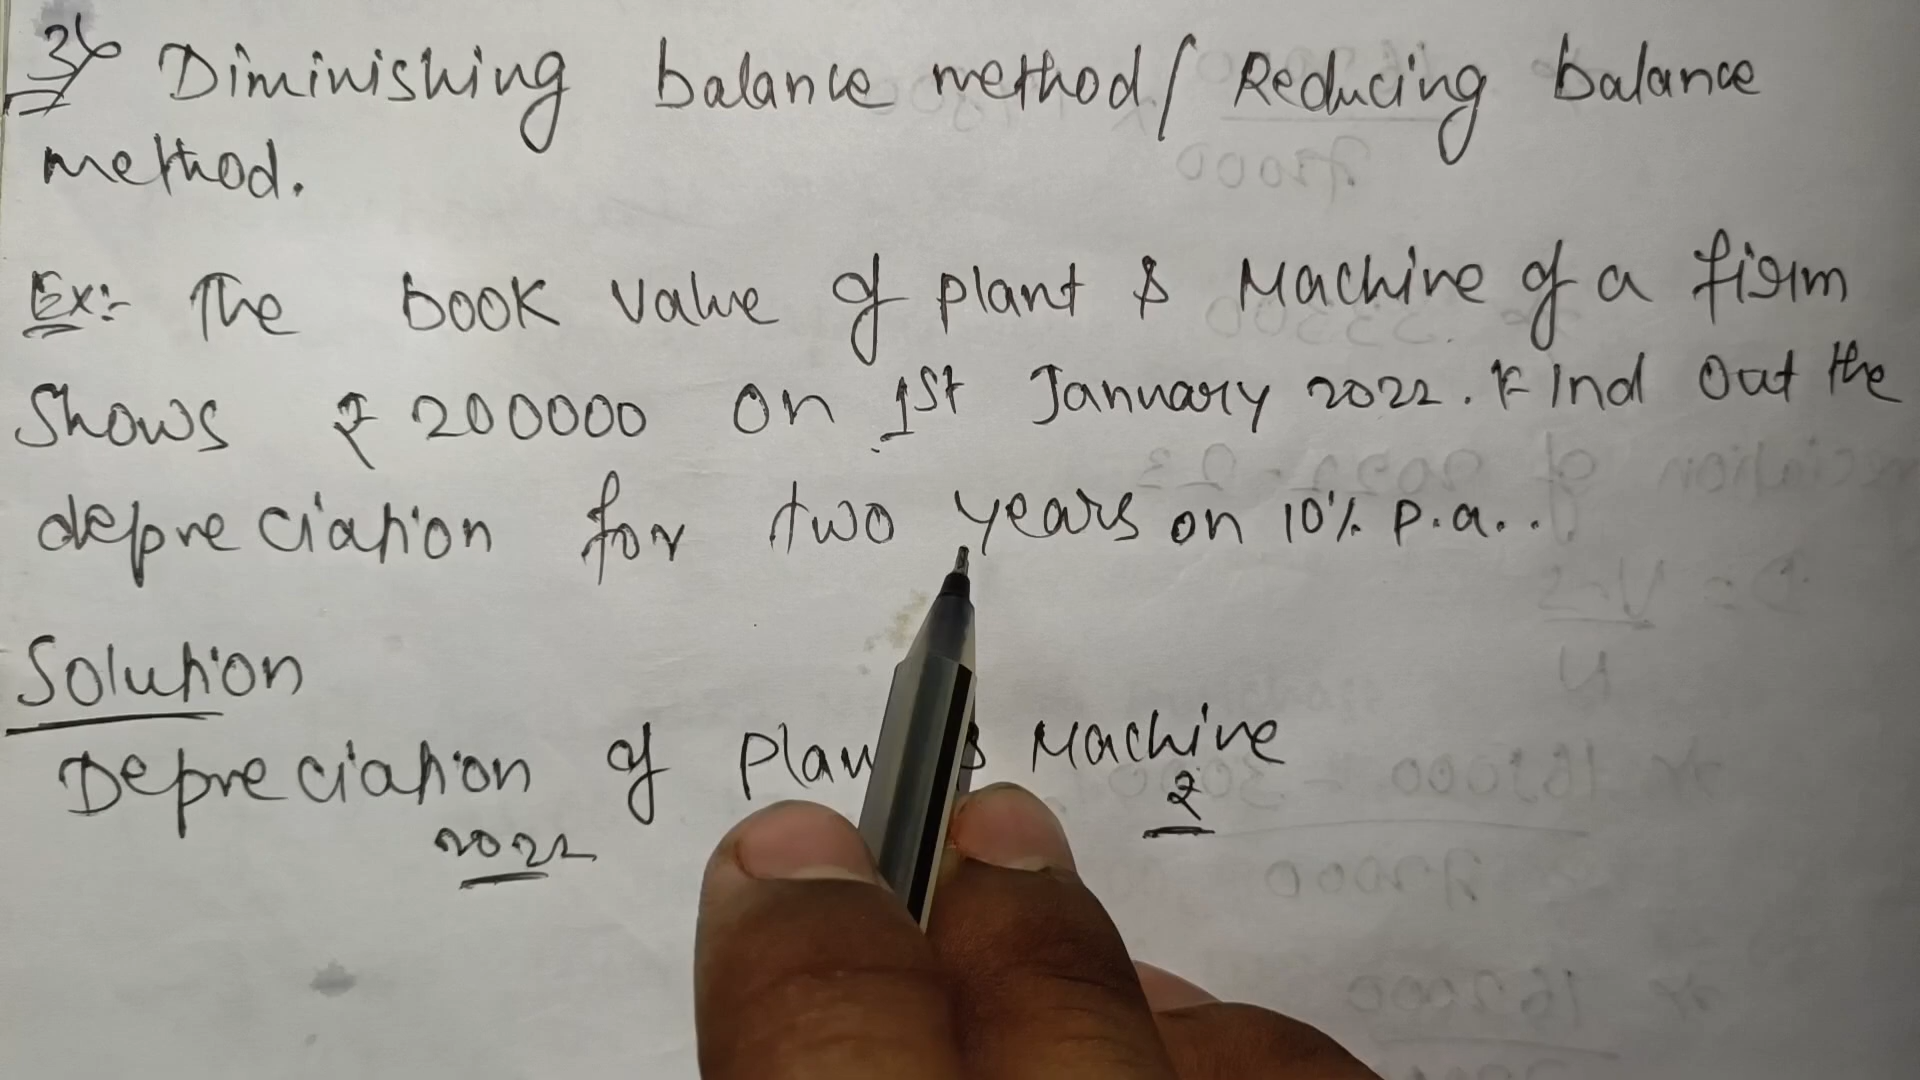 3 Diminishing balance method / Reducing balance
method.
Ex:- The book value of plant & Machine of a firm
shows ₹ 200000 on 1st January 2022. Find out the
depreciation for two years on 10% p.a..
Solution
Depreciation of Plan & Machine
2022 ₹